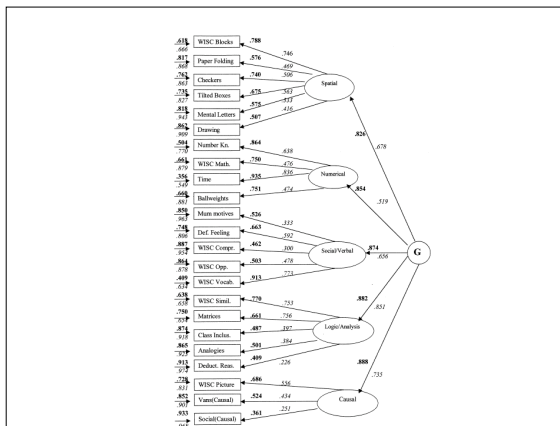 .618 WISC Blocks .788
.666 .746
.817 Paper Folding .576
.868 .469 Spatial
.762 Checkers .740 .506
.863
.735 Tilted Boxes .675 .563
.827
.818 Mental Letters .575 .333
.943
.862 Drawing .507 .416
.909
.504 Number Kn. .864 .826
.770 .638 .678
.661 WISC Math. .750
.879 .476
.356 Time .935 .836 Numerical
.549 .854
.660 Ballweights .751 .474
.881 .519
.850 Mum motives .526
.963 .333
.748 Def. Feeling .663
.806 .592 .874
.887 WISC Compr. .462 .300 Social/Verbal .656 G
.954
.864 WISC Opp. .503 .478
.878
.409 WISC Vocab. .913 .773
.634
.638 WISC Simil. .770 .882
.658 .753 .851
.750 Matrices .661 .756
.654
.874 Class Inclus. .487 .397 Logic/Analysis
.918
.865 Analogies .501 .384
.913 Deduct. Reas. .409 .226
.974 .888
.728 WISC Picture .686 .735
.831 .556
.852 Vans(Causal) .524 .434 Causal
.901
.933 Social(Causal) .361 .251